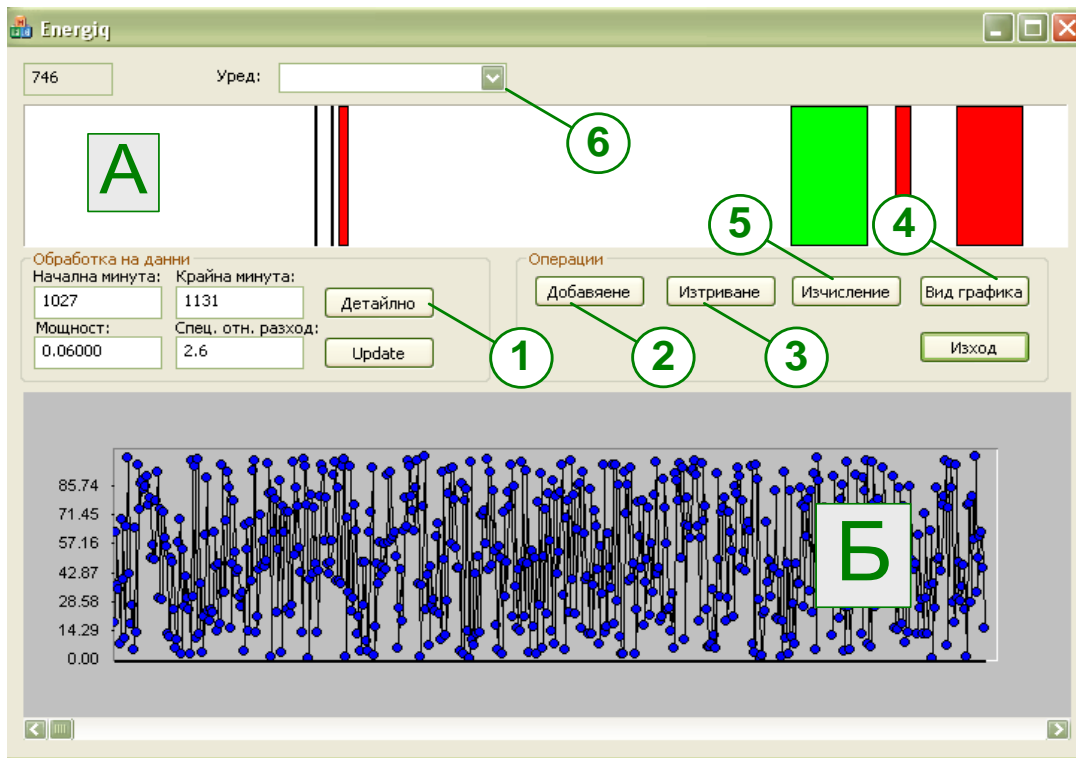 Energiq
746 Уред:
6
А
5 4
Обработка на данни
Начална минута: Крайна минута:
1027 1131 Детайлно
Мощност: Спец. отн. разход:
0.06000 2.6 Update
1
Операции
Добавяене Изтриване Изчисление Вид графика
2 3
Изход
85.74
71.45
57.16
42.87
28.58
14.29
0.00
Б